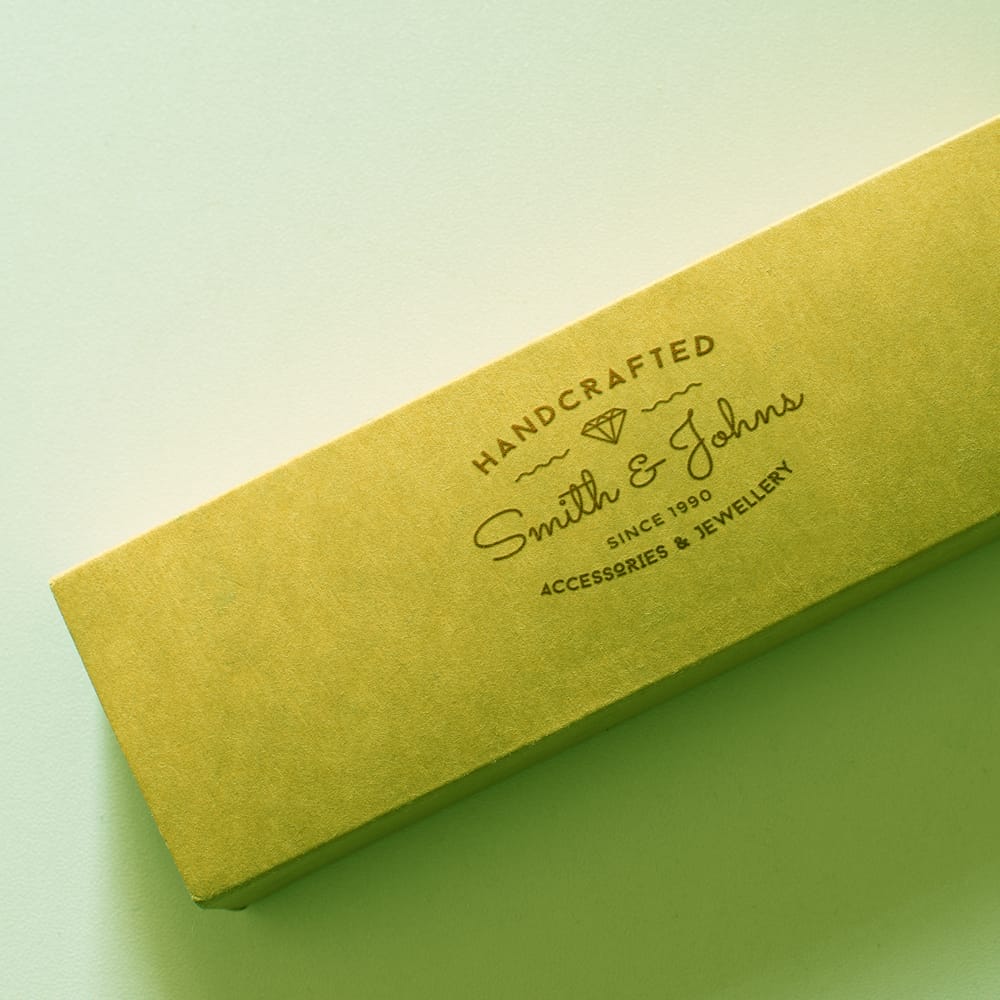 HANDCRAFTED
Smith & Johns
SINCE 1990
ACCESSORIES & JEWELLERY